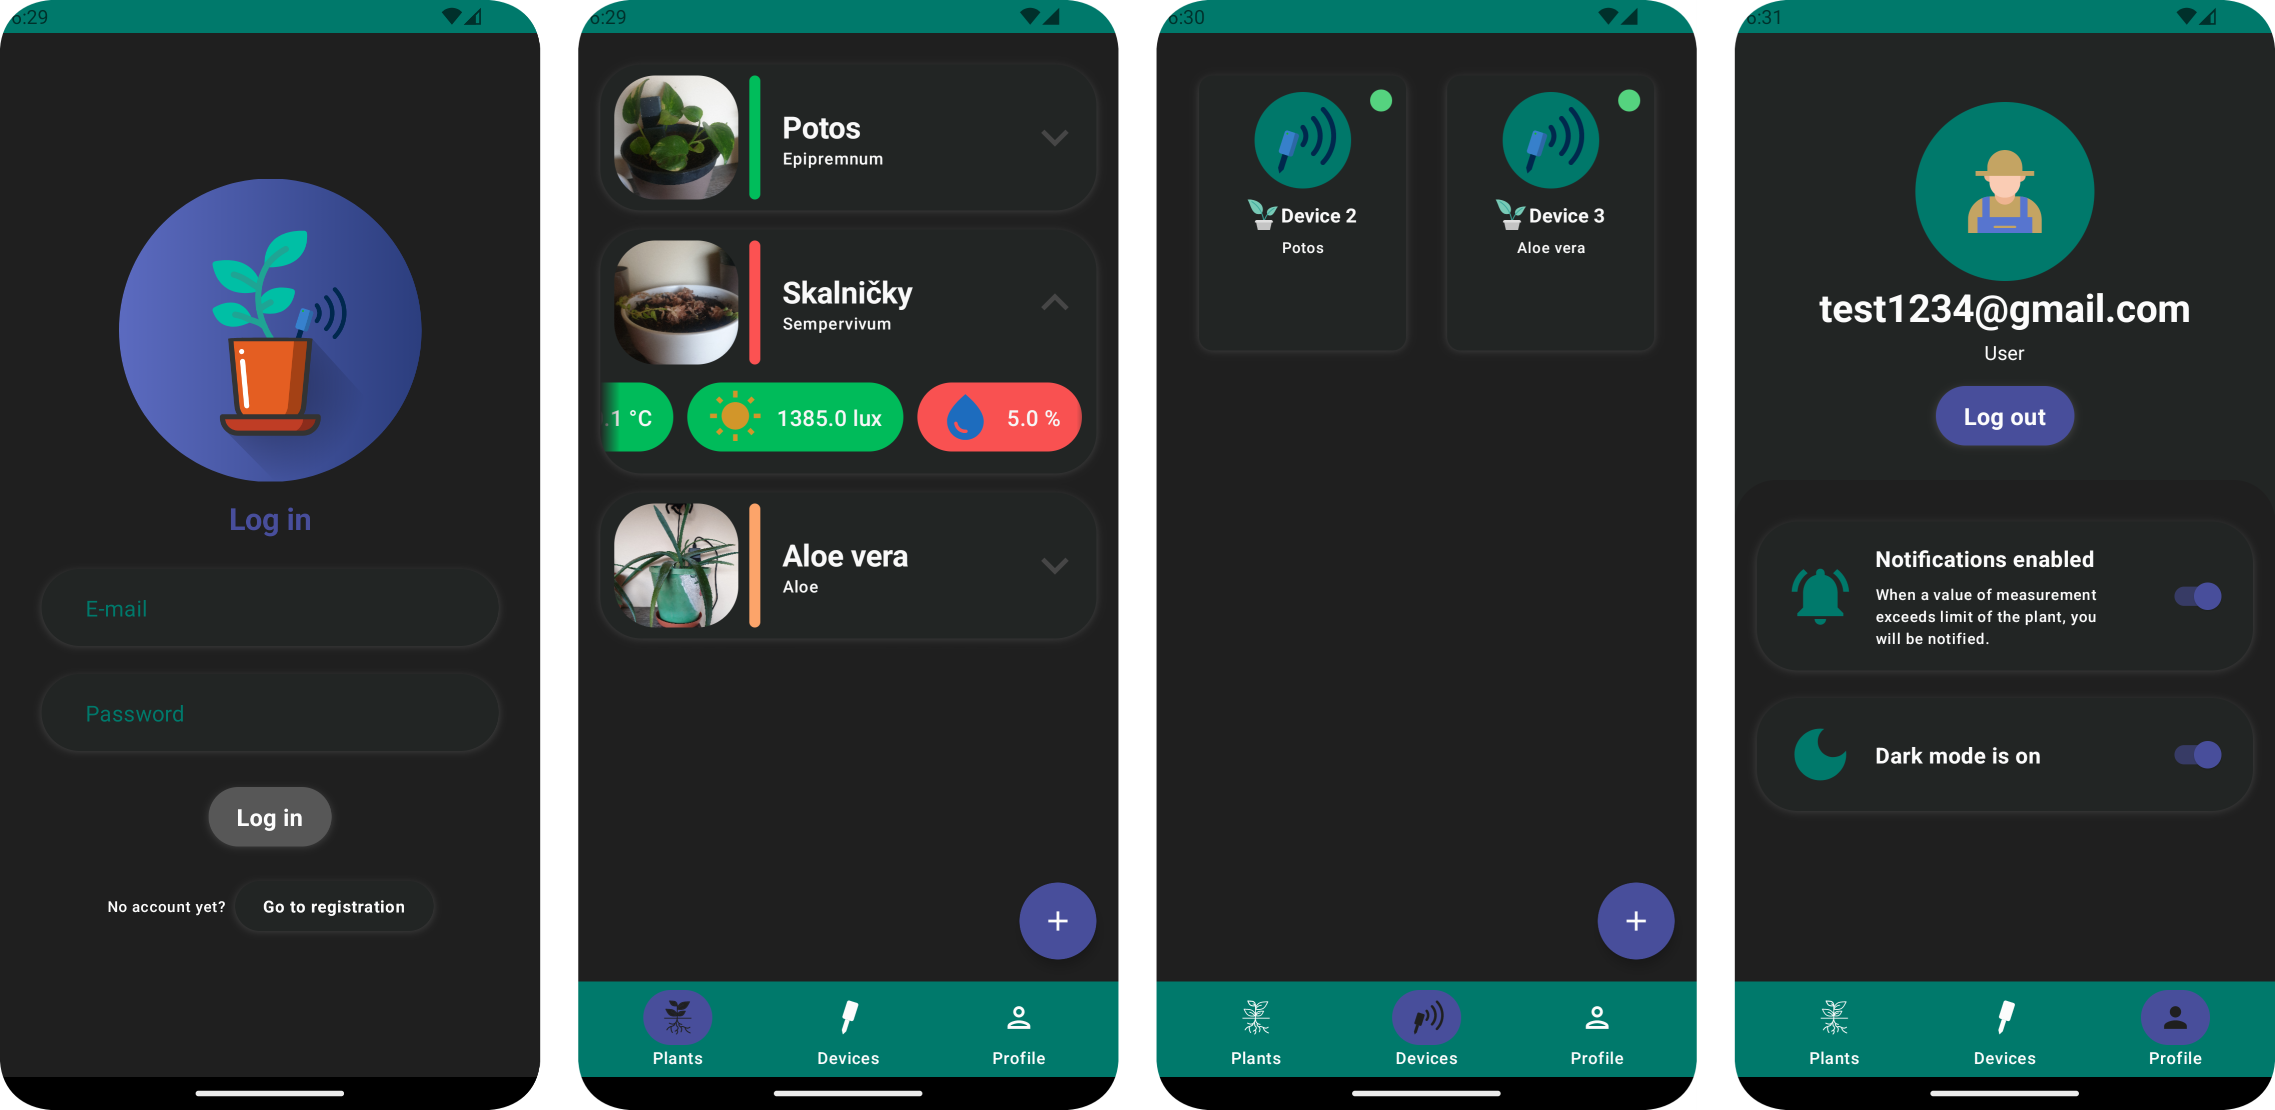 6:29
Log in
E-mail
Password
Log in
No account yet?
Go to registration
6:29
Potos
Epipremnum
Skalničky
Sempervivum
.1 °C
1385.0 lux
5.0 %
Aloe vera
Aloe
Plants
Devices
Profile
6:30
Device 2
Potos
Device 3
Aloe vera
Plants
Devices
Profile
6:31
test1234@gmail.com
User
Log out
Notifications enabled
When a value of measurement
exceeds limit of the plant, you
will be notified.
Dark mode is on
Plants
Devices
Profile